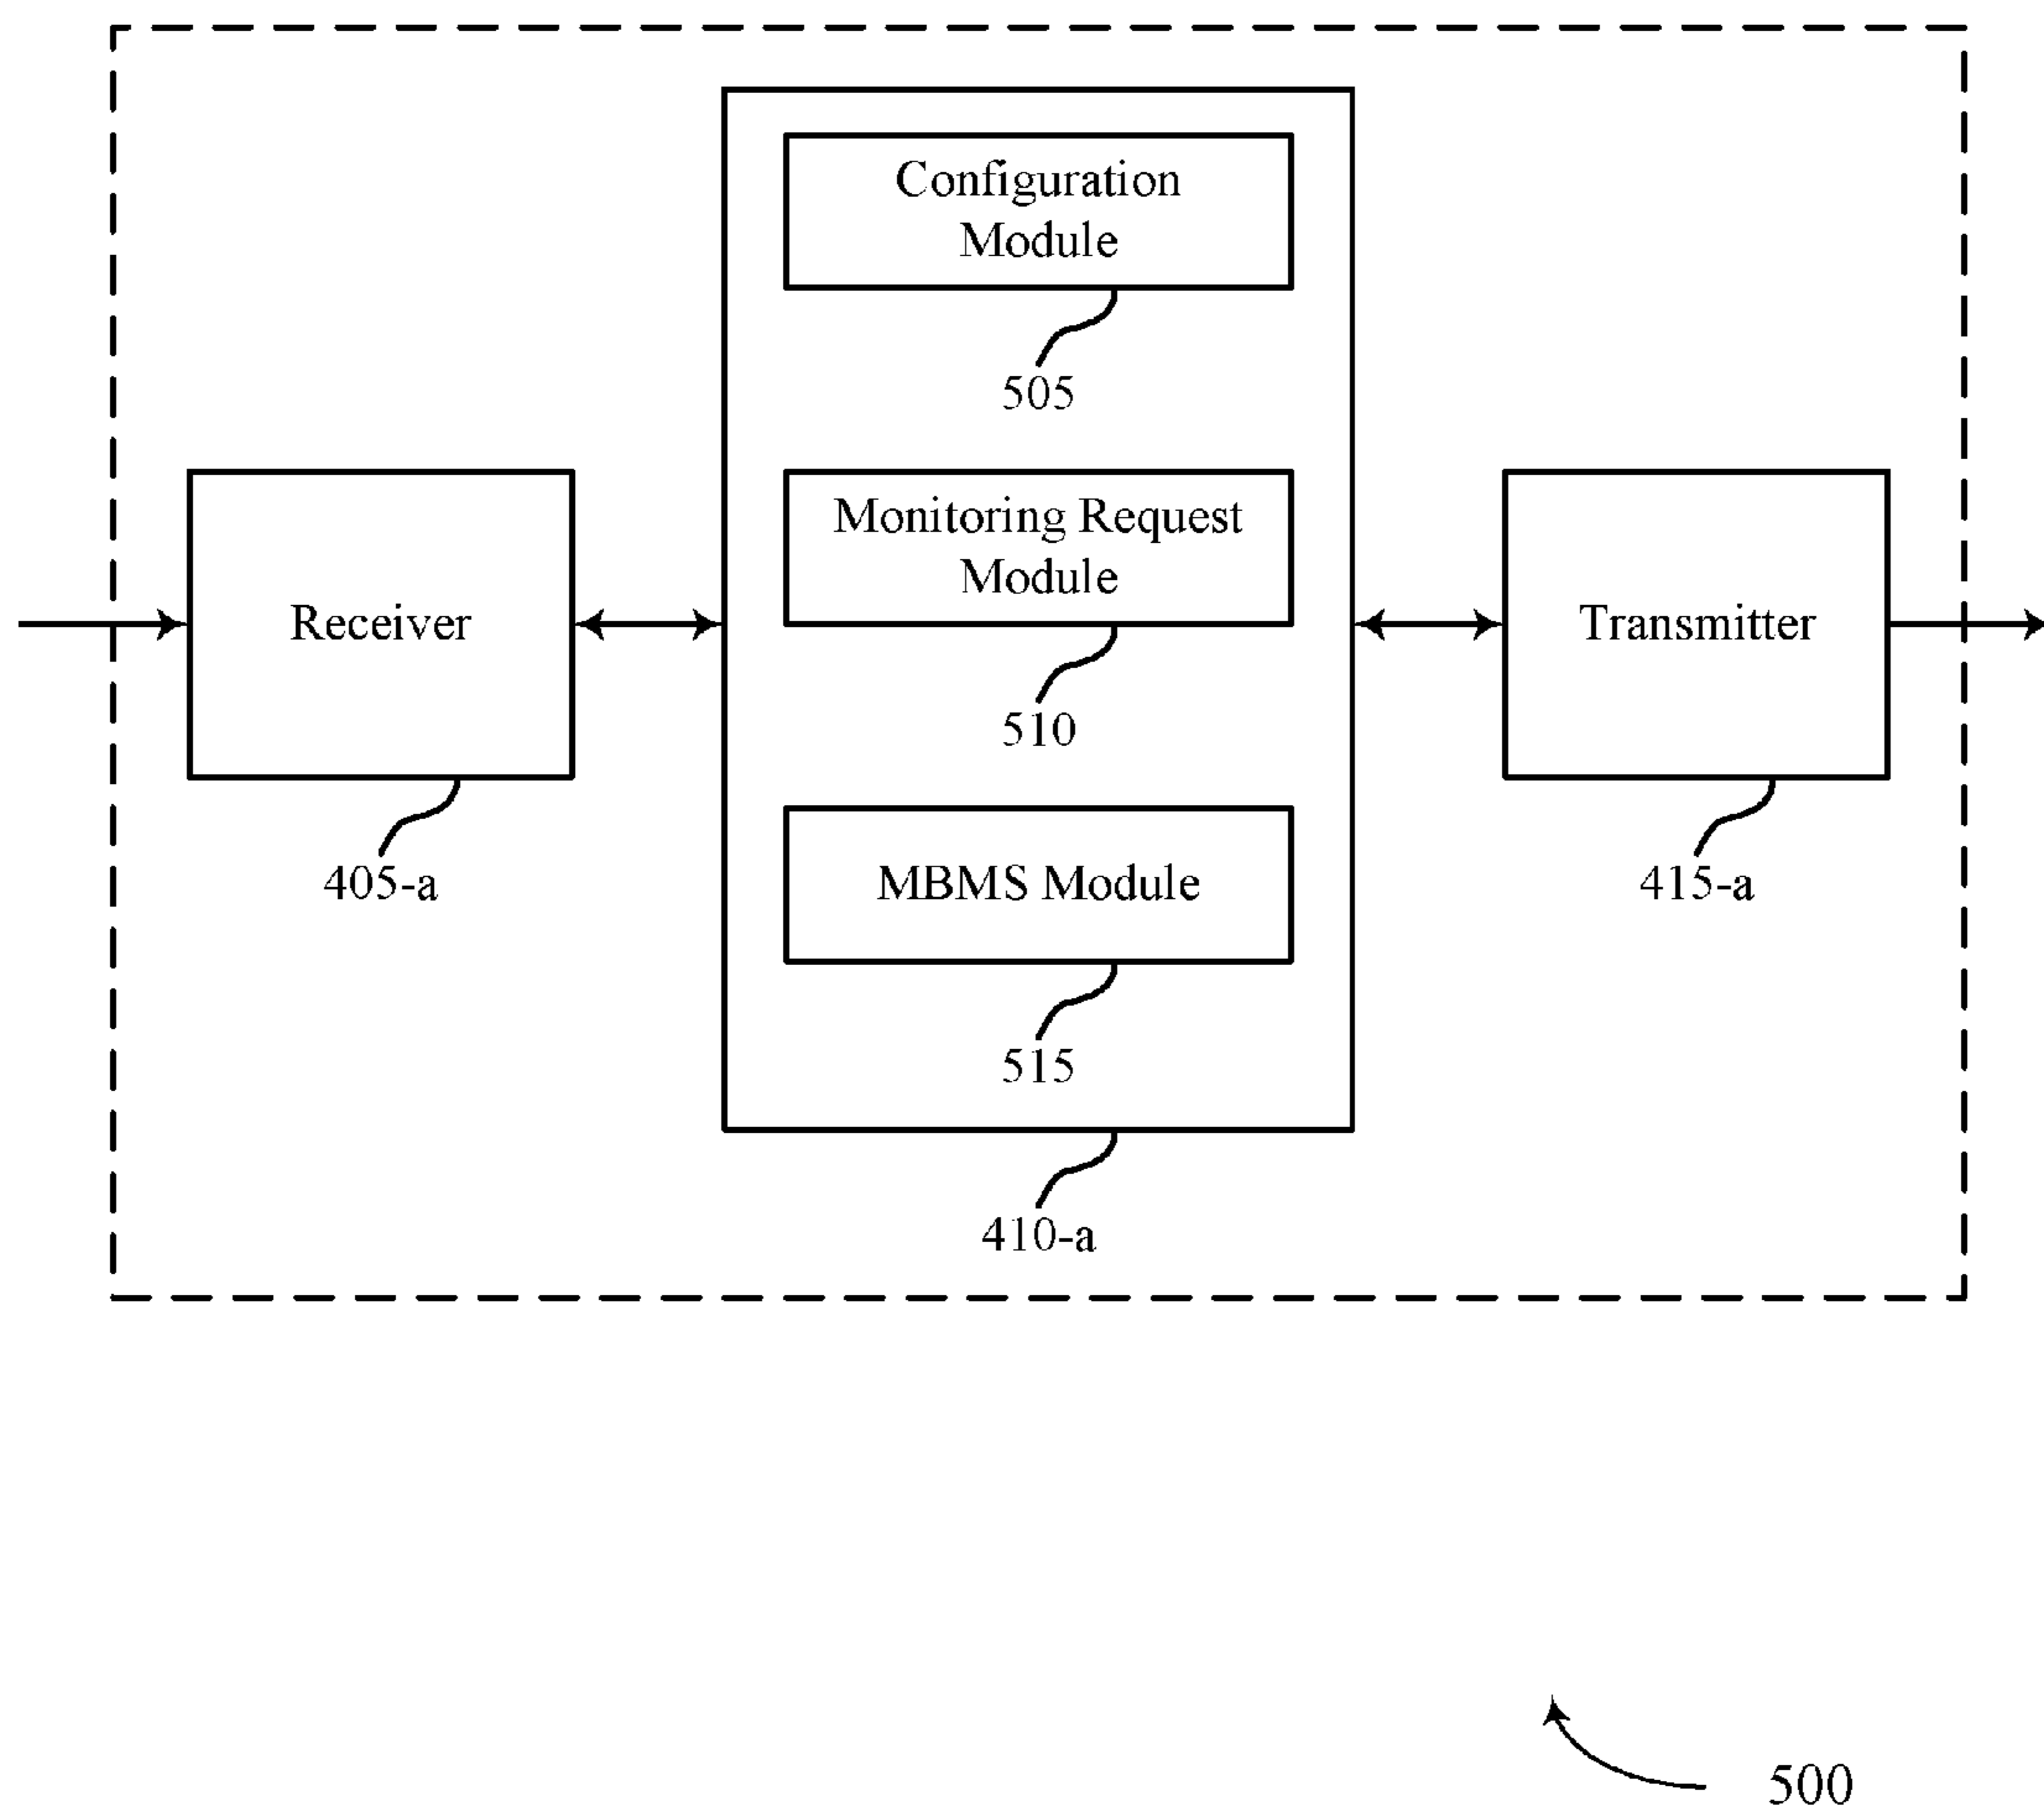 Configuration
Module
505
Monitoring Request
Module
510
Receiver
405-a
Transmitter
415-a
MBMS Module
515
410-a
500